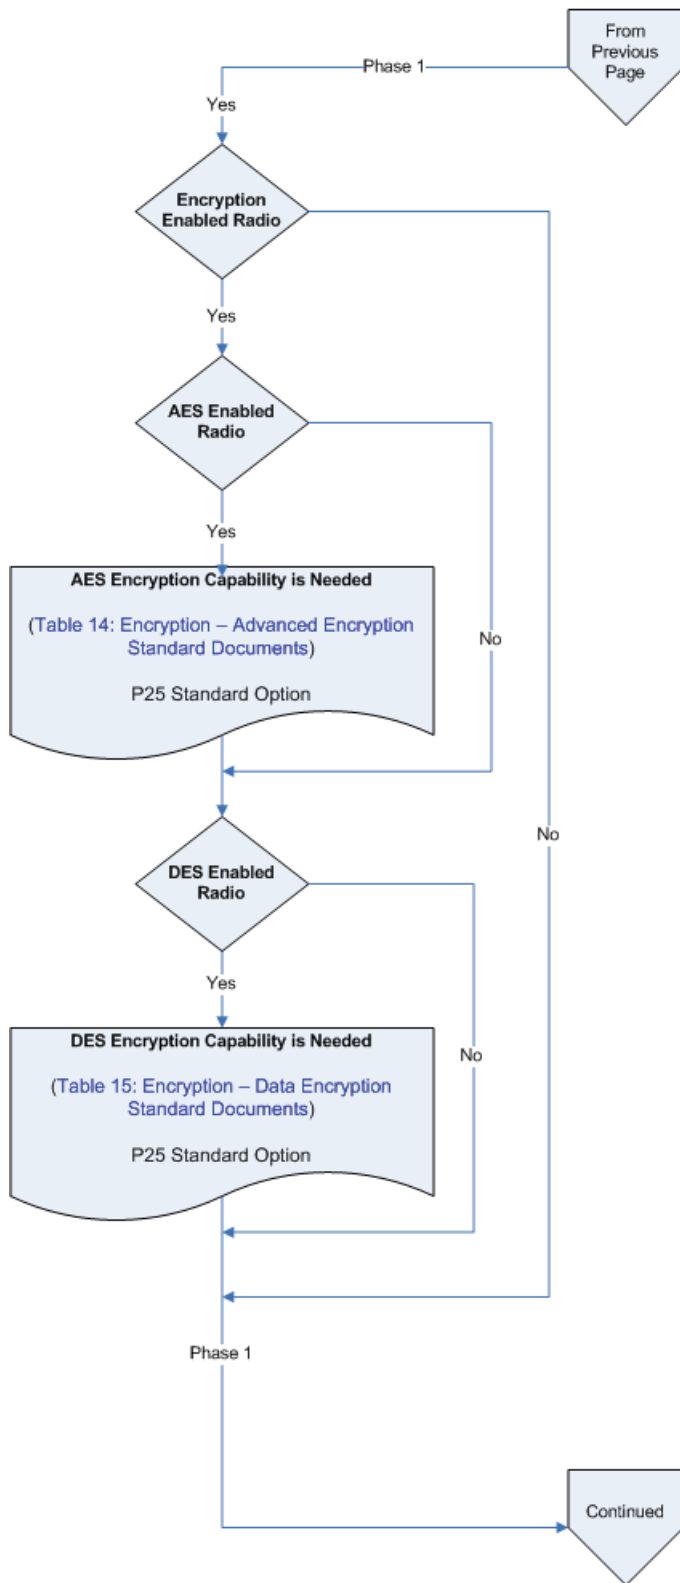 From
Previous
Page
Phase 1
Yes
Encryption
Enabled Radio
Yes
AES Enabled
Radio
Yes
AES Encryption Capability is Needed
(Table 14: Encryption – Advanced Encryption
Standard Documents)
P25 Standard Option
No
No
DES Enabled
Radio
Yes
DES Encryption Capability is Needed
(Table 15: Encryption – Data Encryption
Standard Documents)
P25 Standard Option
No
Phase 1
Continued